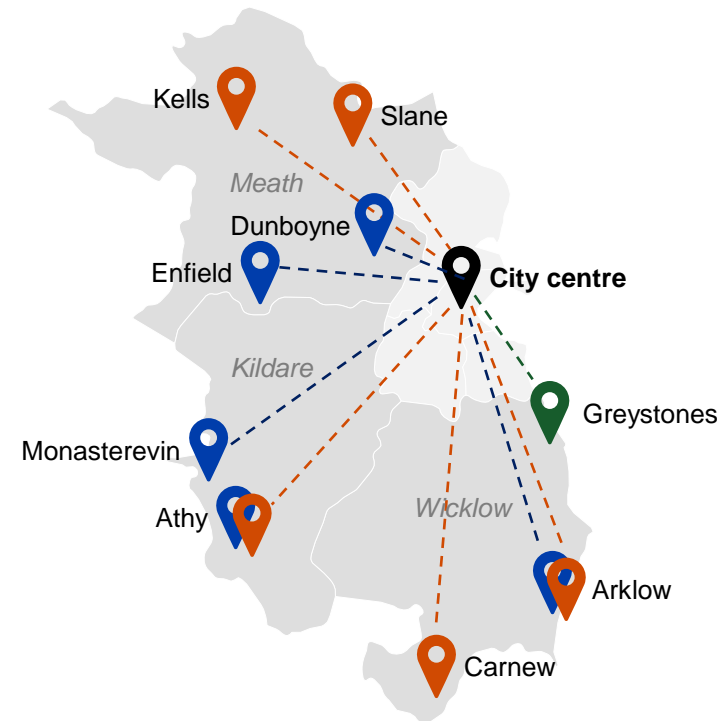 Kells
Slane
Meath
Dunboyne
Enfield
City centre
Kildare
Greystones
Monasterevin
Wicklow
Athy
Arklow
Carnew